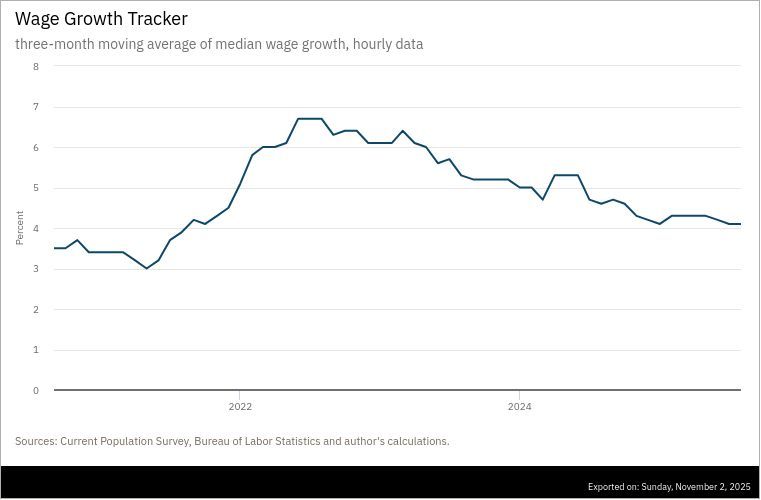 Wage Growth Tracker
three-month moving average of median wage growth, hourly data
8
7
6
5
4
3
2
1
0
Percent
2022
2024
Sources: Current Population Survey, Bureau of Labor Statistics and author's calculations.
Exported on: Sunday, November 2, 2025